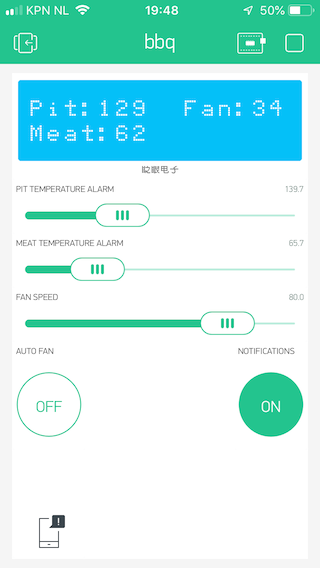 KPN NL 19:48 50%
bbq
Pit:129 Fan:34
Meat:62
眨眼电子
PIT TEMPERATURE ALARM 139.7
MEAT TEMPERATURE ALARM 65.7
FAN SPEED 80.0
AUTO FAN NOTIFICATIONS
OFF ON
!